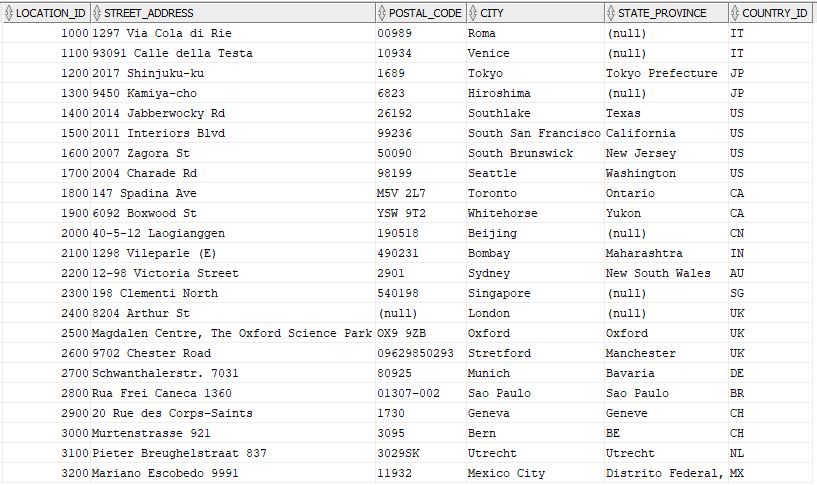 LOCATION_ID STREET_ADDRESS POSTAL_CODE CITY STATE_PROVINCE COUNTRY_ID
1000 1297 Via Cola di Rie 00989 Roma (null) IT
1100 93091 Calle della Testa 10934 Venice (null) IT
1200 2017 Shinjuku-ku 1689 Tokyo Tokyo Prefecture JP
1300 9450 Kamiya-cho 6823 Hiroshima (null) JP
1400 2014 Jabberwocky Rd 26192 Southlake Texas US
1500 2011 Interiors Blvd 99236 South San Francisco California US
1600 2007 Zagora St 50090 South Brunswick New Jersey US
1700 2004 Charade Rd 98199 Seattle Washington US
1800 147 Spadina Ave M5V 2L7 Toronto Ontario CA
1900 6092 Boxwood St YSW 9T2 Whitehorse Yukon CA
2000 40-5-12 Laogianggen 190518 Beijing (null) CN
2100 1298 Vileparle (E) 490231 Bombay Maharashtra IN
2200 12-98 Victoria Street 2901 Sydney New South Wales AU
2300 198 Clementi North 540198 Singapore (null) SG
2400 8204 Arthur St (null) London (null) UK
2500 Magdalen Centre, The Oxford Science Park OX9 9ZB Oxford Oxford UK
2600 9702 Chester Road 09629850293 Stretford Manchester UK
2700 Schwanthalerstr. 7031 80925 Munich Bavaria DE
2800 Rua Frei Caneca 1360 01307-002 Sao Paulo Sao Paulo BR
2900 20 Rue des Corps-Saints 1730 Geneva Geneve CH
3000 Murtenstrasse 921 3095 Bern BE CH
3100 Pieter Breughelstraat 837 3029SK Utrecht Utrecht NL
3200 Mariano Escobedo 9991 11932 Mexico City Distrito Federal, MX